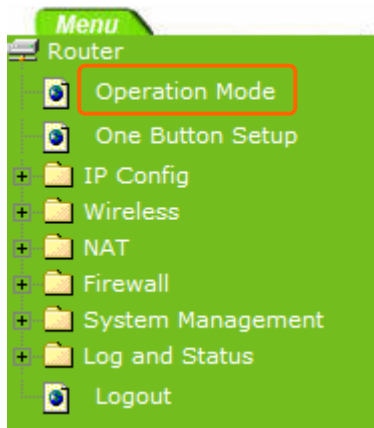 Menu
Router
Operation Mode
One Button Setup
IP Config
Wireless
NAT
Firewall
System Management
Log and Status
Logout